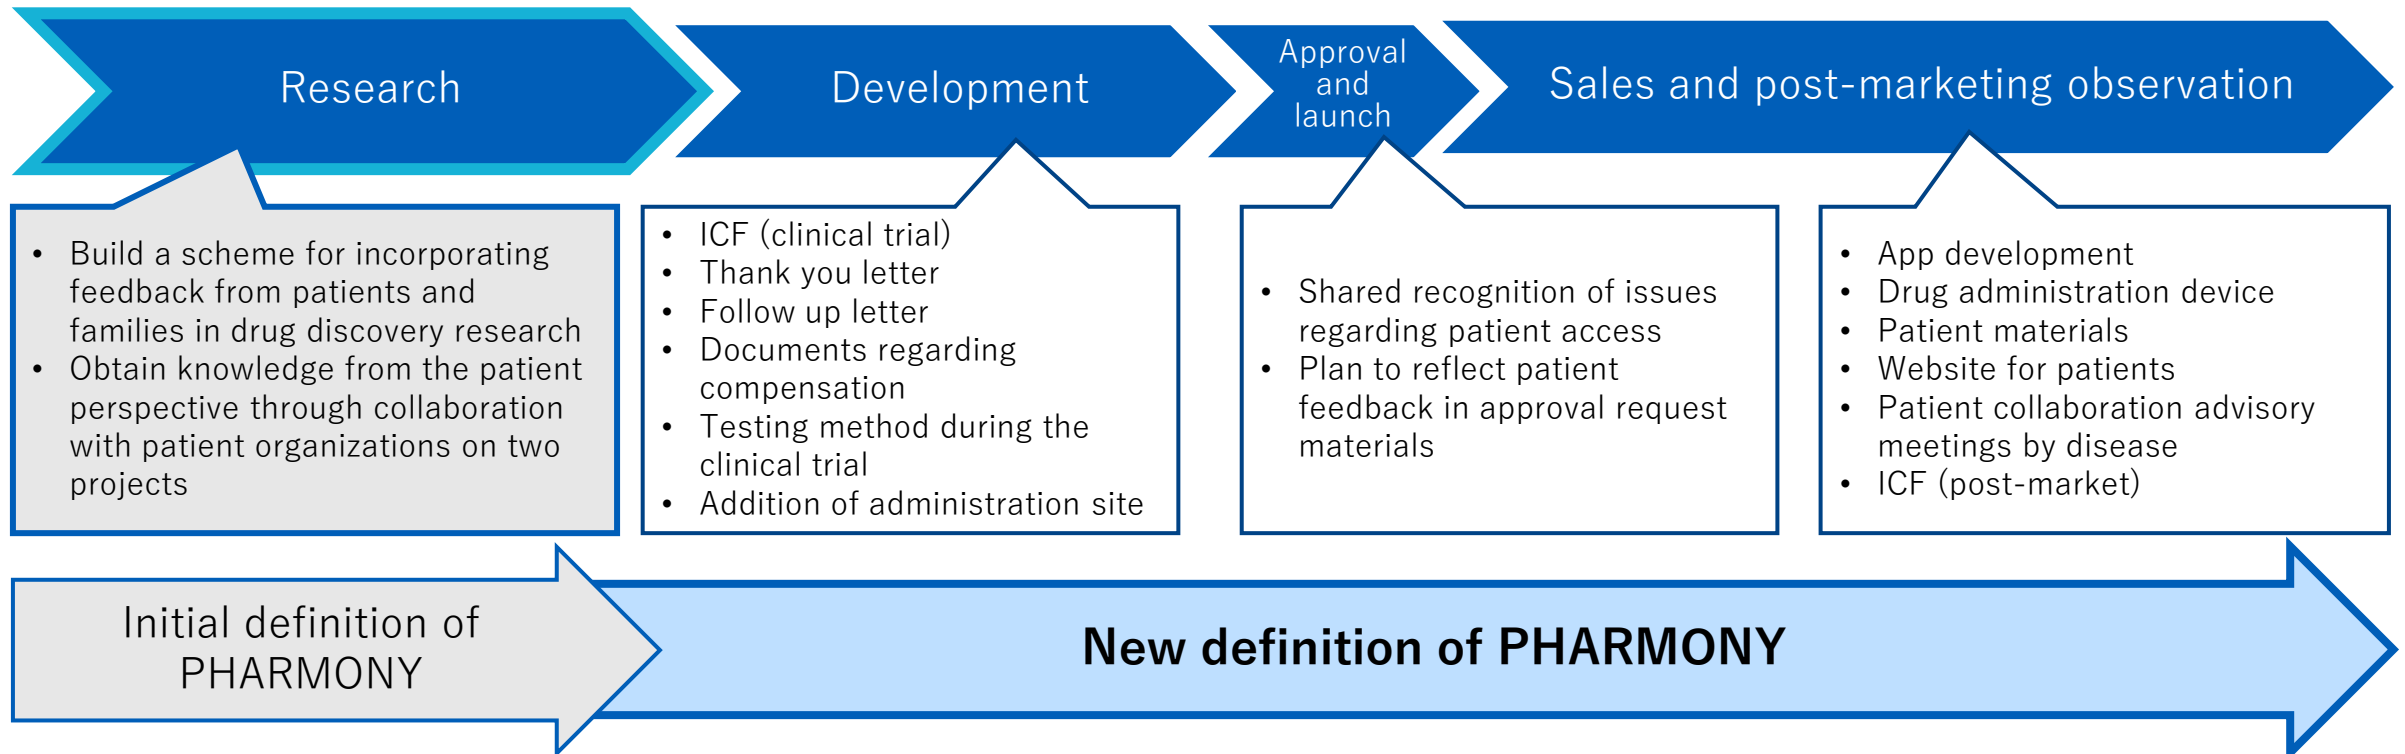 Research
Development
Approval
and
launch
Sales and post-marketing observation
• Build a scheme for incorporating
feedback from patients and
families in drug discovery research
• Obtain knowledge from the patient
perspective through collaboration
with patient organizations on two
projects
• ICF (clinical trial)
• Thank you letter
• Follow up letter
• Documents regarding
compensation
• Testing method during the
clinical trial
• Addition of administration site
• Shared recognition of issues
regarding patient access
• Plan to reflect patient
feedback in approval request
materials
• App development
• Drug administration device
• Patient materials
• Website for patients
• Patient collaboration advisory
meetings by disease
• ICF (post-market)
Initial definition of
PHARMONY
New definition of PHARMONY